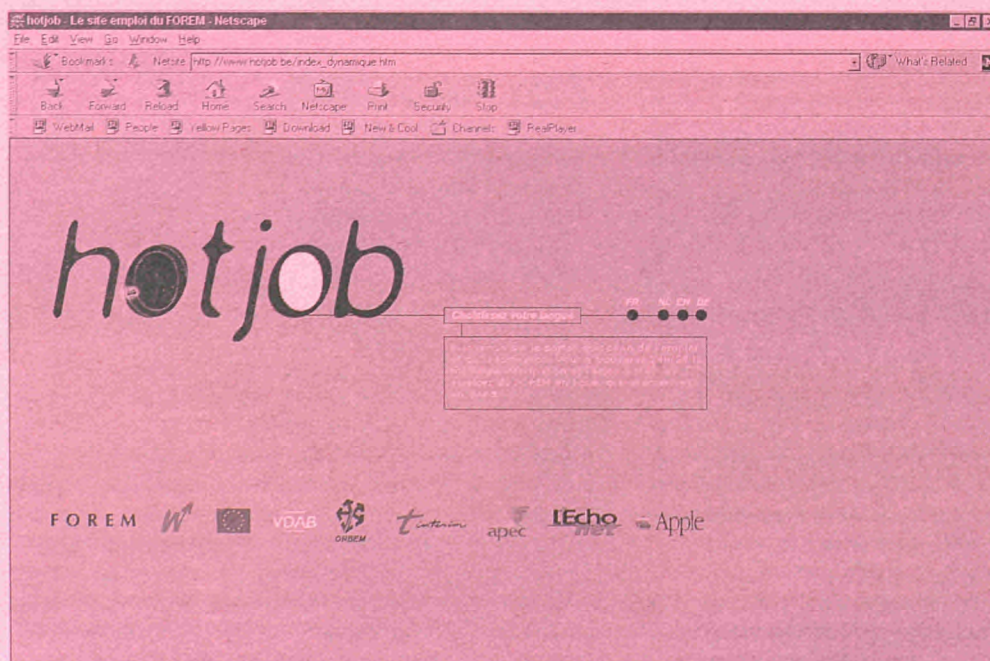 hotjob - Le site emploi du FOREM - Netscape
File Edit View Go Window Help
Bookmarks Netsite http://www.hotjob.be/index_dynamique.htm What's Related
Back Forward Reload Home Search Netscape Print Security Stop
WebMail People Yellow Pages Download New & Cool Channels RealPlayer
hotjob
FR NL EN DE
Choisissez votre langue
FOREM W VDAB ORBEM t intérim apec L'Echo net Apple